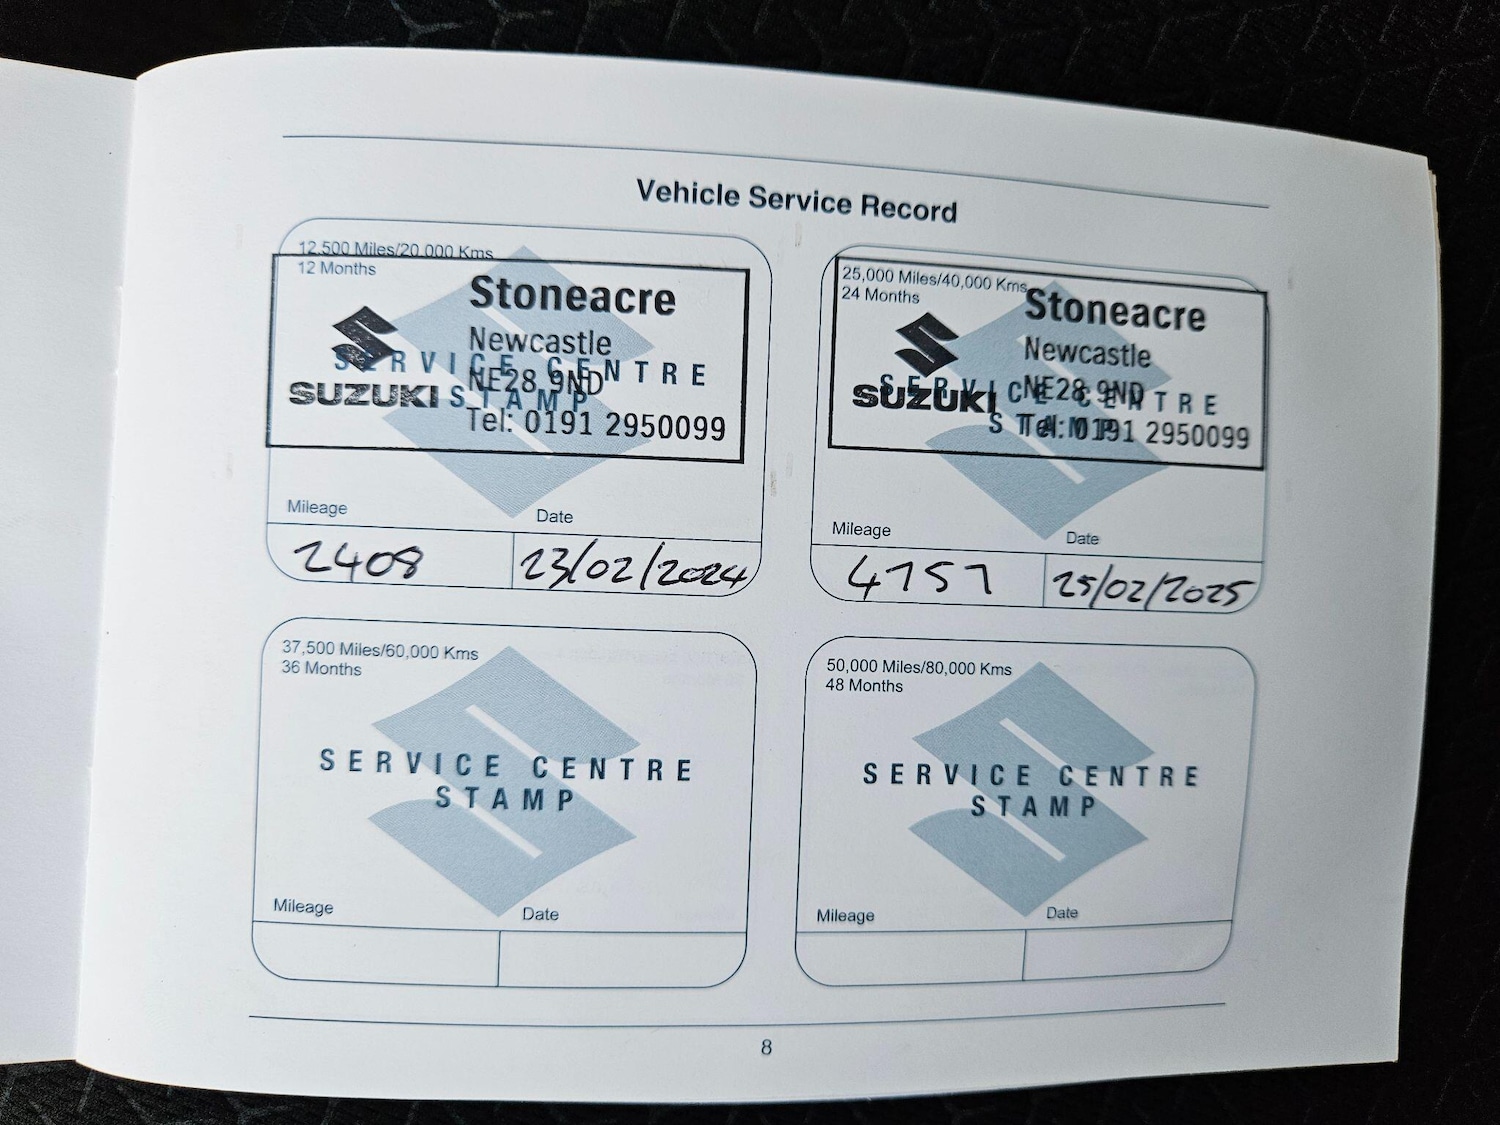 Vehicle Service Record
12,500 Miles/20,000 Kms
12 Months
Stoneacre
Newcastle
NE28 9ND
Tel: 0191 2950099
SUZUKI
SERVICE CENTRE
STAMP
Mileage
Date
2408
23/02/2024
25,000 Miles/40,000 Kms
24 Months
Stoneacre
Newcastle
NE28 9ND
Tel: 0191 2950099
SUZUKI
SERVICE CENTRE
STAMP
Mileage
Date
4757
25/02/2025
37,500 Miles/60,000 Kms
36 Months
SERVICE CENTRE
STAMP
Mileage
Date
50,000 Miles/80,000 Kms
48 Months
SERVICE CENTRE
STAMP
Mileage
Date
8